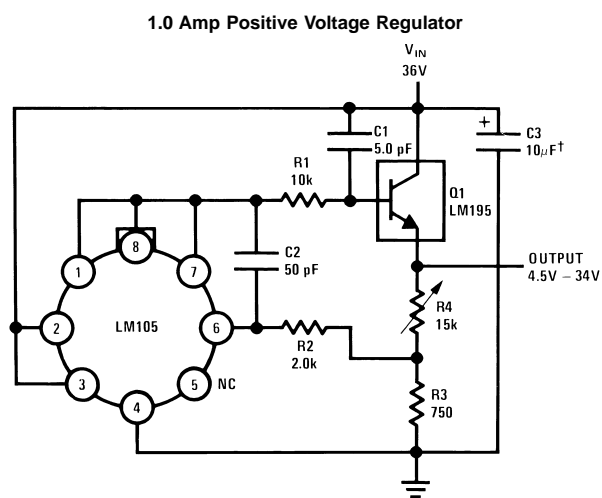 1.0 Amp Positive Voltage Regulator
VIN
36V
C1
5.0 pF
+
C3
10µF†
R1
10k
Q1
LM195
8
1
7
C2
50 pF
OUTPUT
4.5V – 34V
R4
15k
2
LM105
6
R2
2.0k
3
5
NC
4
R3
750